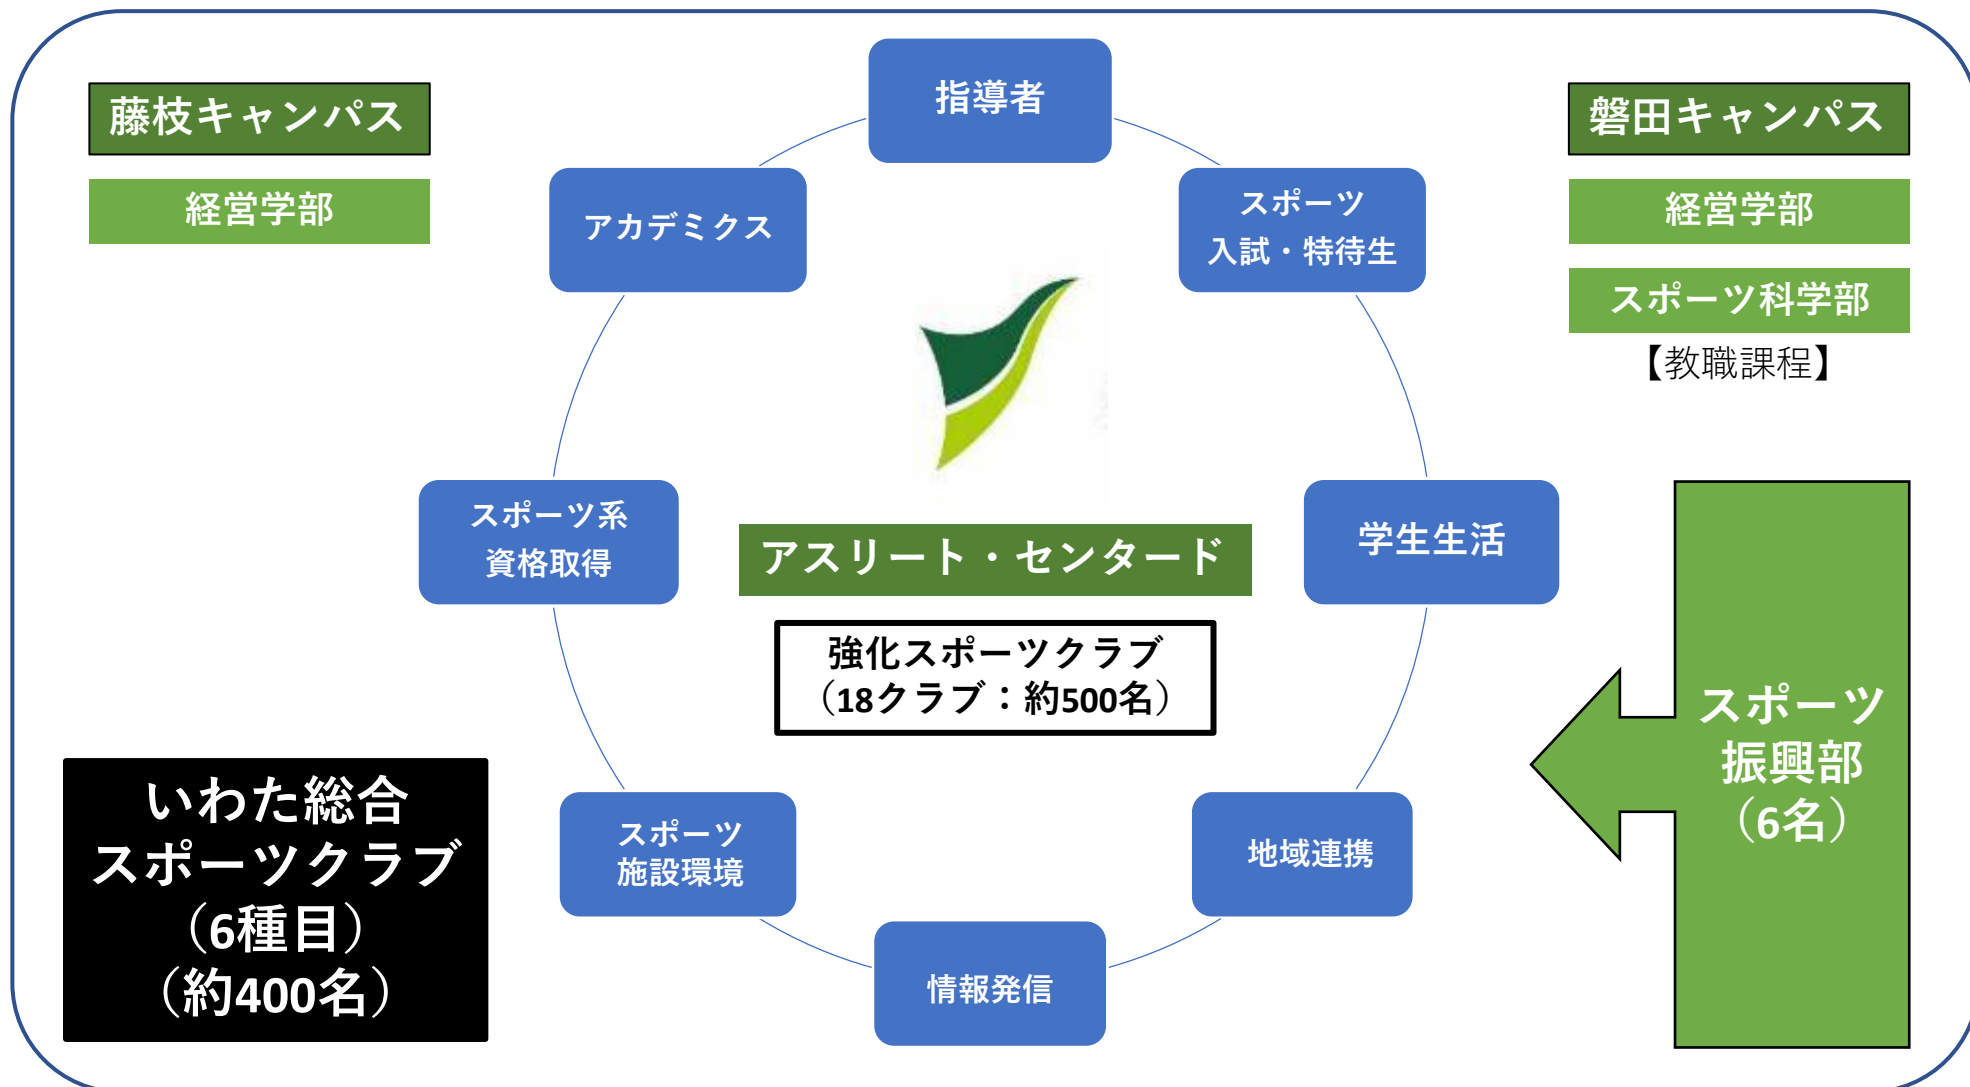 藤枝キャンパス
経営学部
指導者
磐田キャンパス
経営学部
スポーツ科学部
【教職課程】
アカデミクス
スポーツ
入試・特待生
スポーツ系
資格取得
アスリート・センタード
学生生活
強化スポーツクラブ
（18クラブ：約500名）
スポーツ
振興部
（6名）
いわた総合
スポーツクラブ
（6種目）
（約400名）
スポーツ
施設環境
地域連携
情報発信